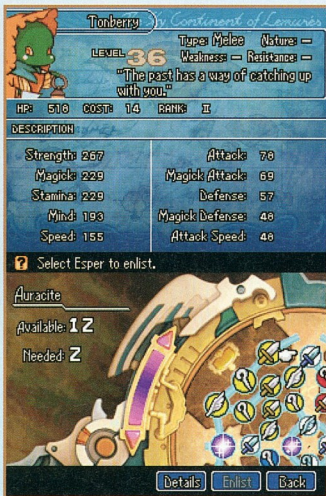 Tonberry
Sky Continent of Lemurés
LEVEL 36
Type: Melee Nature: —
Weakness: — Resistance: —
"The past has a way of catching up
with you."
HP: 518 COST: 14 RANK: II
DESCRIPTION
Strength: 267 Attack: 78
Magick: 229 Magick Attack: 69
Stamina: 229 Defense: 57
Mind: 193 Magick Defense: 48
Speed: 155 Attack Speed: 48
? Select Esper to enlist.
Auracite
Available: 12
Needed: 2
Details Enlist Back